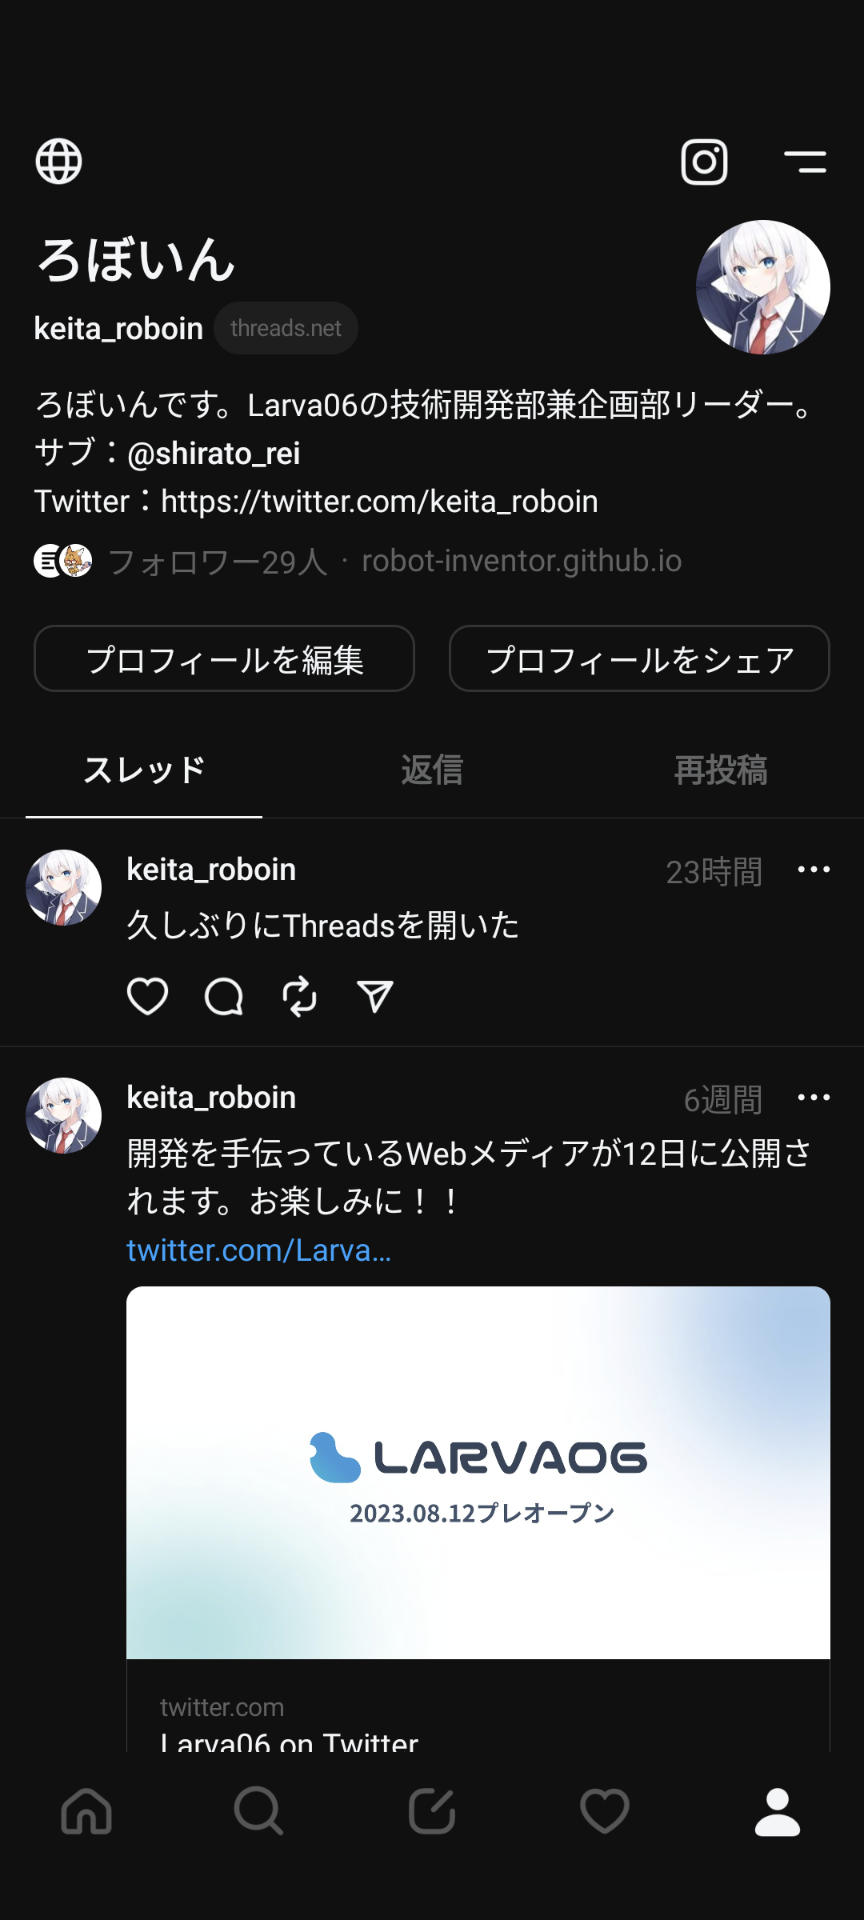 ろぼいん
keita_roboin threads.net
ろぼいんです。Larva06の技術開発部兼企画部リーダー。
サブ：@shirato_rei
Twitter：https://twitter.com/keita_roboin
フォロワー29人 · robot-inventor.github.io
プロフィールを編集 プロフィールをシェア
スレッド 返信 再投稿
keita_roboin 23時間
久しぶりにThreadsを開いた
keita_roboin 6週間
開発を手伝っているWebメディアが12日に公開さ
れます。お楽しみに！！
twitter.com/Larva...
LARVA06
2023.08.12プレオープン
twitter.com
Larva06 on Twitter